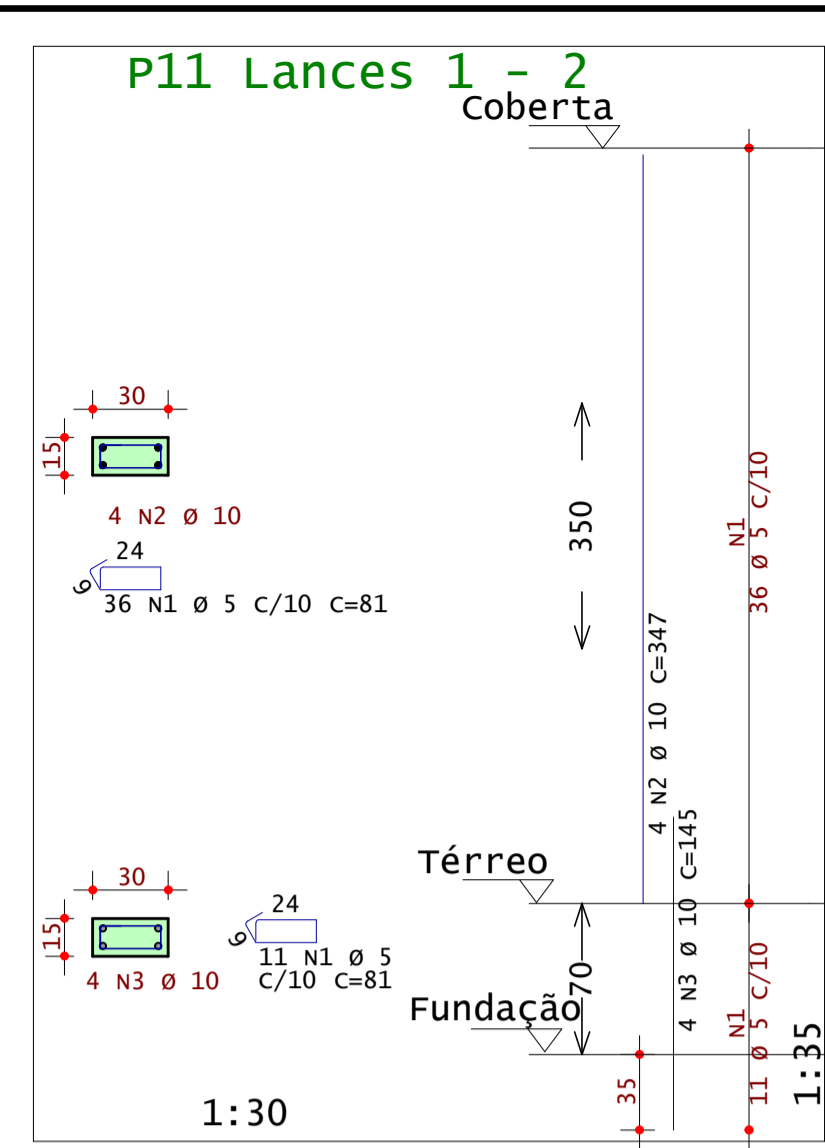 P11 Lances 1 - 2
Coberta
30
15
4 N2 Ø 10
24
9
36 N1 Ø 5 C/10 C=81
350
N1
36 Ø 5 C/10
4 N2 Ø 10 C=347
Térreo
30
15
4 N3 Ø 10
24
9
11 N1 Ø 5
C/10 C=81
4 N3 Ø 10 C=145
70
Fundação
N1
11 Ø 5 C/10
35
1:30
1:35